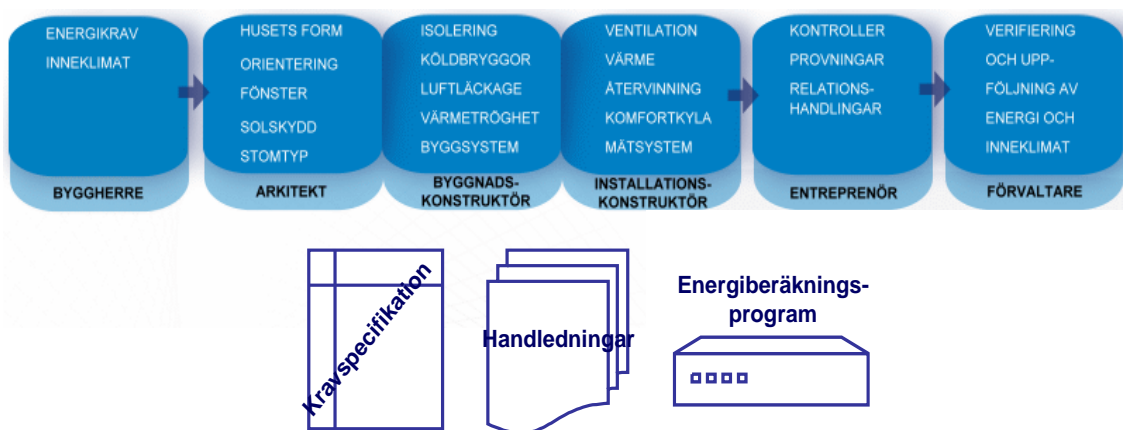 ENERGIKRAV
INNEKLIMAT
BYGGHERRE
HUSETS FORM
ORIENTERING
FÖNSTER
SOLSKYDD
STOMTYP
ARKITEKT
ISOLERING
KÖLDBRYGGOR
LUFTLÄCKAGE
VÄRMETRÖGHET
BYGGSYSTEM
BYGGNADS-
KONSTRUKTÖR
VENTILATION
VÄRME
ÅTERVINNING
KOMFORTKYLA
MÄTSYSTEM
INSTALLATIONS-
KONSTRUKTÖR
KONTROLLER
PROVNINGAR
RELATIONS-
HANDLINGAR
ENTREPRENÖR
VERIFIERING
OCH UPP-
FÖLJNING AV
ENERGI OCH
INNEKLIMAT
FÖRVALTARE
Kravspecifikation
Handledningar
Energiberäknings-
program